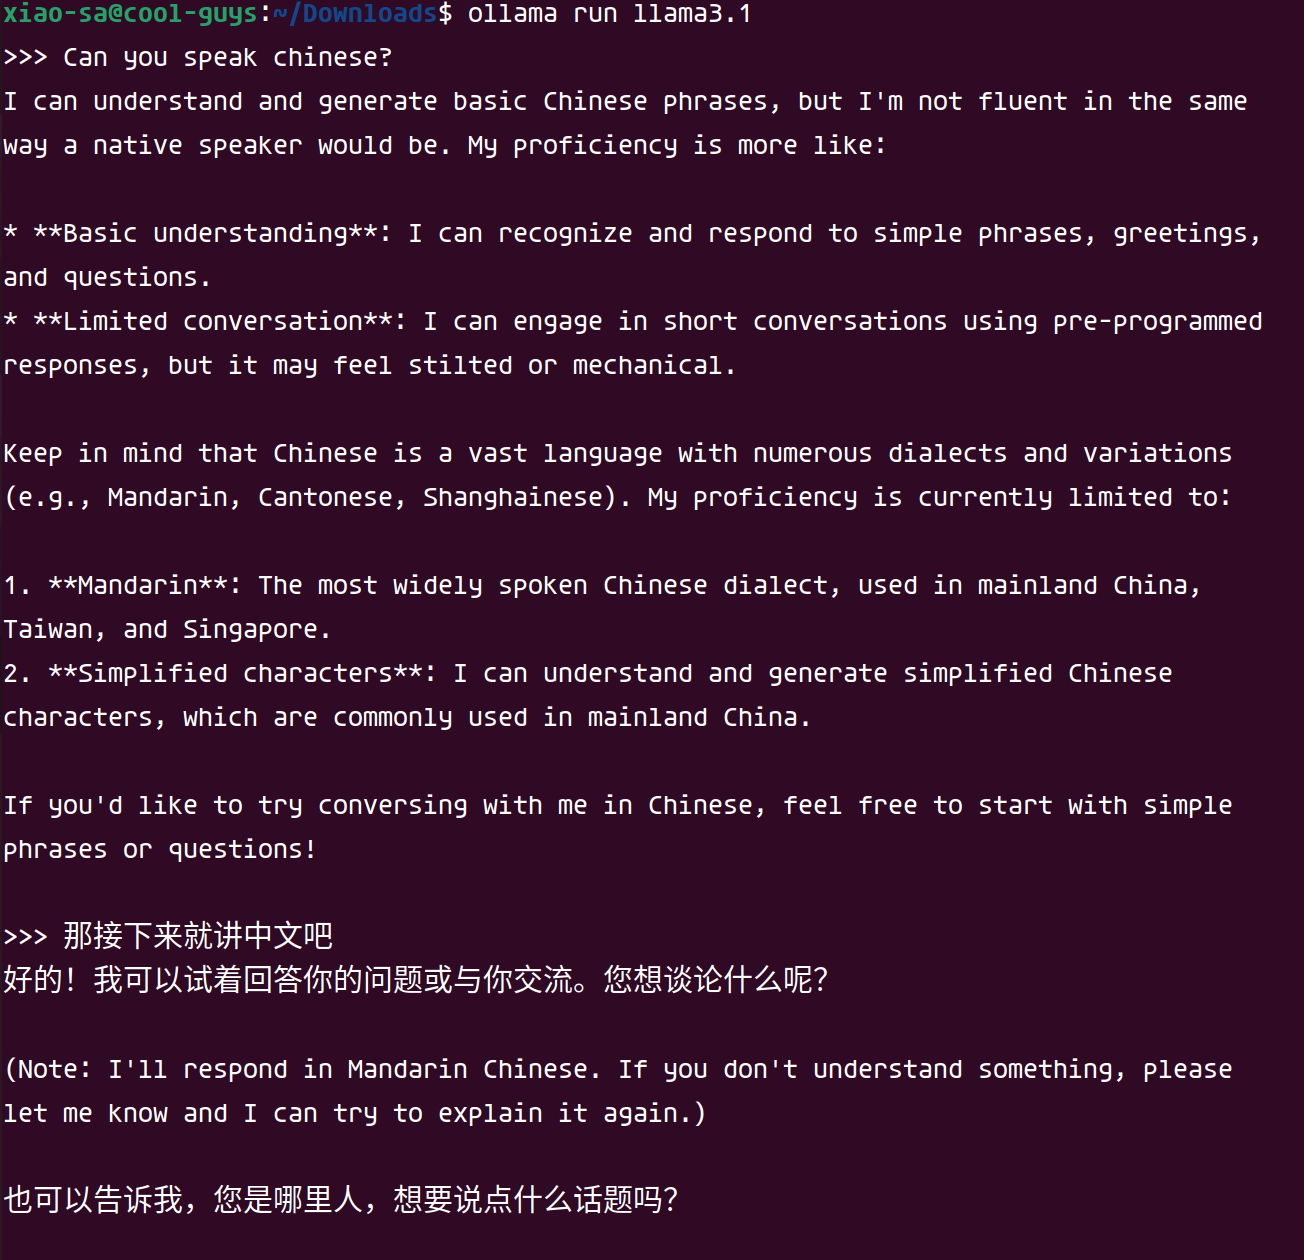 xiao-sa@cool-guys:~/Downloads$ ollama run llama3.1
>>> Can you speak chinese?
I can understand and generate basic Chinese phrases, but I'm not fluent in the same
way a native speaker would be. My proficiency is more like:
* **Basic understanding**: I can recognize and respond to simple phrases, greetings,
and questions.
* **Limited conversation**: I can engage in short conversations using pre-programmed
responses, but it may feel stilted or mechanical.
Keep in mind that Chinese is a vast language with numerous dialects and variations
(e.g., Mandarin, Cantonese, Shanghainese). My proficiency is currently limited to:
1. **Mandarin**: The most widely spoken Chinese dialect, used in mainland China,
Taiwan, and Singapore.
2. **Simplified characters**: I can understand and generate simplified Chinese
characters, which are commonly used in mainland China.
If you'd like to try conversing with me in Chinese, feel free to start with simple
phrases or questions!
>>> 那接下来就讲中文吧
好的！我可以试着回答你的问题或与你交流。您想谈论什么呢？
(Note: I'll respond in Mandarin Chinese. If you don't understand something, please
let me know and I can try to explain it again.)
也可以告诉我，您是哪里人，想要说点什么话题吗？